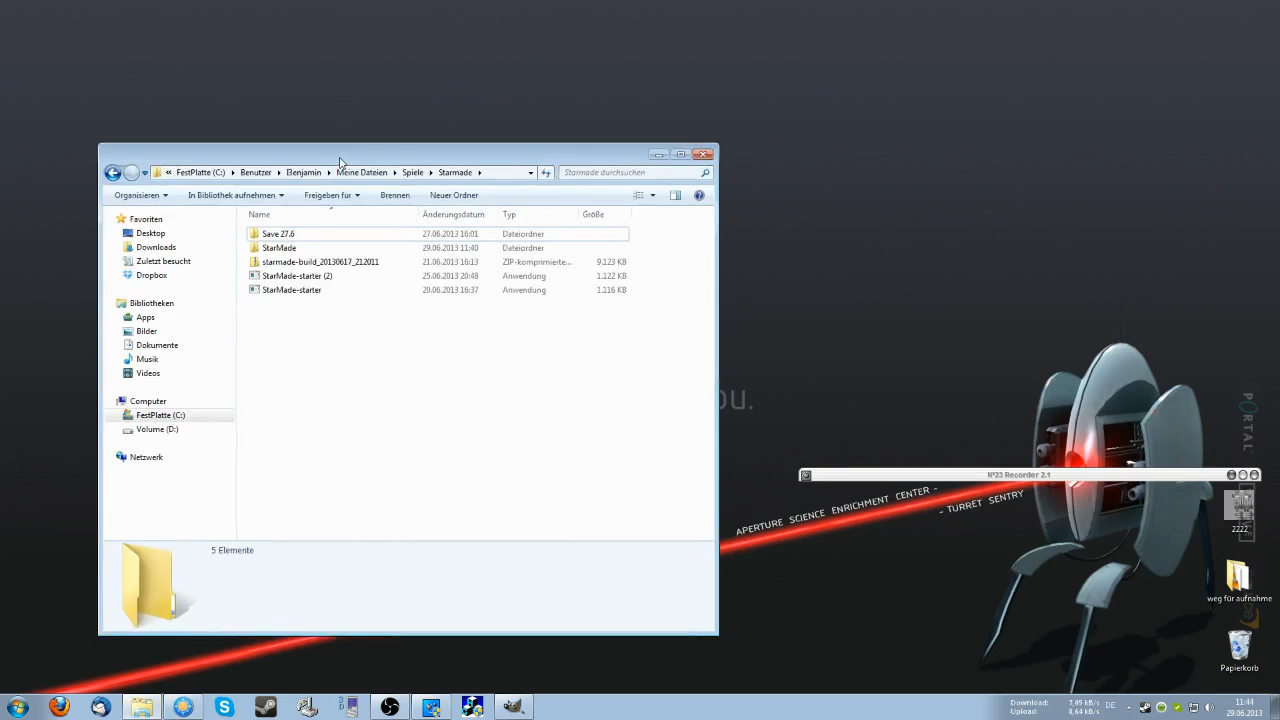 « FestPlatte (C:) Benutzer Benjamin Meine Dateien Spiele Starmade
Starmade durchsuchen
Organisieren In Bibliothek aufnehmen Freigeben für Brennen Neuer Ordner
Name Änderungsdatum Typ Größe
Save 27.6 27.06.2013 16:01 Dateiordner
StarMade 29.06.2013 11:40 Dateiordner
starmade-build_20130617_212011 21.06.2013 16:13 ZIP-komprimierte... 9.123 KB
StarMade-starter (2) 25.06.2013 20:48 Anwendung 1.122 KB
StarMade-starter 20.06.2013 16:37 Anwendung 1.116 KB
Favoriten
Desktop
Downloads
Zuletzt besucht
Dropbox
Bibliotheken
Apps
Bilder
Dokumente
Musik
Videos
Computer
FestPlatte (C:)
Volume (D:)
Netzwerk
5 Elemente
ou.
PORTAL
N°23 Recorder 2.1
APERTURE SCIENCE ENRICHMENT CENTER -
- TURRET SENTRY
2222
weg für aufnahme
Papierkorb
Download: 7,05 kB/s
Upload: 8,64 kB/s
DE
11:44
29.06.2013